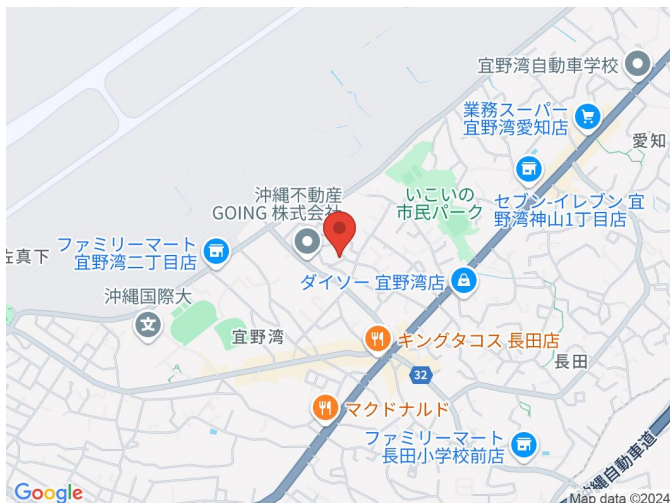 宜野湾自動車学校
業務スーパー
宜野湾愛知店
愛知
セブン-イレブン 宜
野湾神山1丁目店
いこいの
市民パーク
沖縄不動産
GOING 株式会社
ファミリーマート
宜野湾二丁目店
佐真下
ダイソー 宜野湾店
沖縄国際大
文
宜野湾
キングタコス 長田店
長田
32
マクドナルド
ファミリーマート
長田小学校前店
沖縄自動車道
Google
Map data ©2024